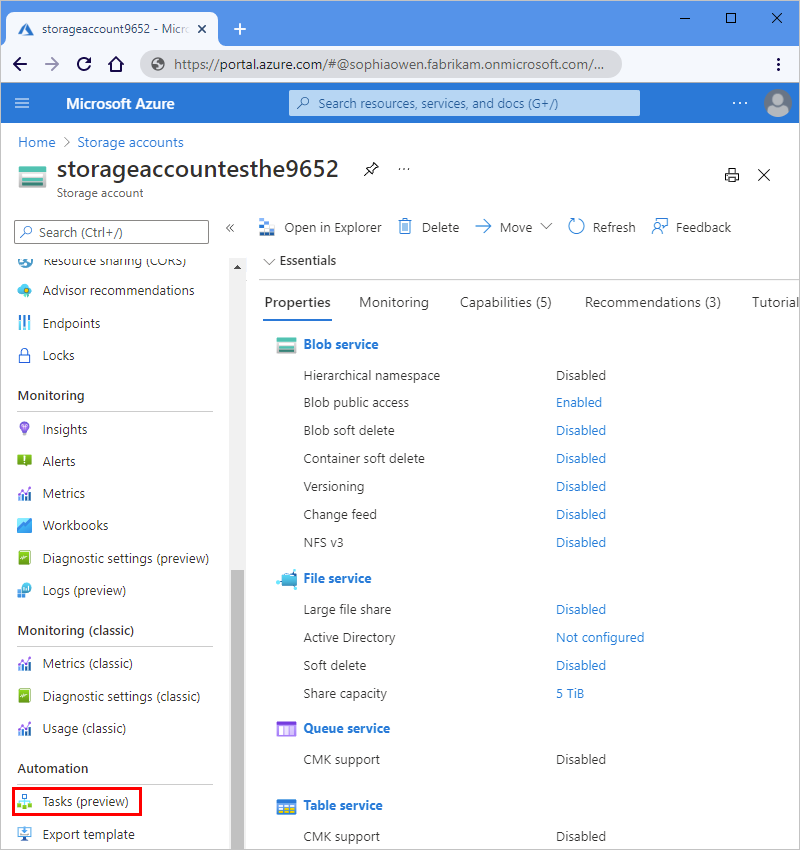 storageaccount9652 - Micro
https://portal.azure.com/#@sophiaowen.fabrikam.onmicrosoft.com/...
Microsoft Azure
Search resources, services, and docs (G+/)
Home > Storage accounts
storageaccountesthe9652
Storage account
Search (Ctrl+/)
Resource sharing (CORS)
Advisor recommendations
Endpoints
Locks
Monitoring
Insights
Alerts
Metrics
Workbooks
Diagnostic settings (preview)
Logs (preview)
Monitoring (classic)
Metrics (classic)
Diagnostic settings (classic)
Usage (classic)
Automation
Tasks (preview)
Export template
Open in Explorer Delete Move Refresh Feedback
Essentials
Properties Monitoring Capabilities (5) Recommendations (3) Tutorial
Blob service
Hierarchical namespace Disabled
Blob public access Enabled
Blob soft delete Disabled
Container soft delete Disabled
Versioning Disabled
Change feed Disabled
NFS v3 Disabled
File service
Large file share Disabled
Active Directory Not configured
Soft delete Disabled
Share capacity 5 TiB
Queue service
CMK support Disabled
Table service
CMK support Disabled